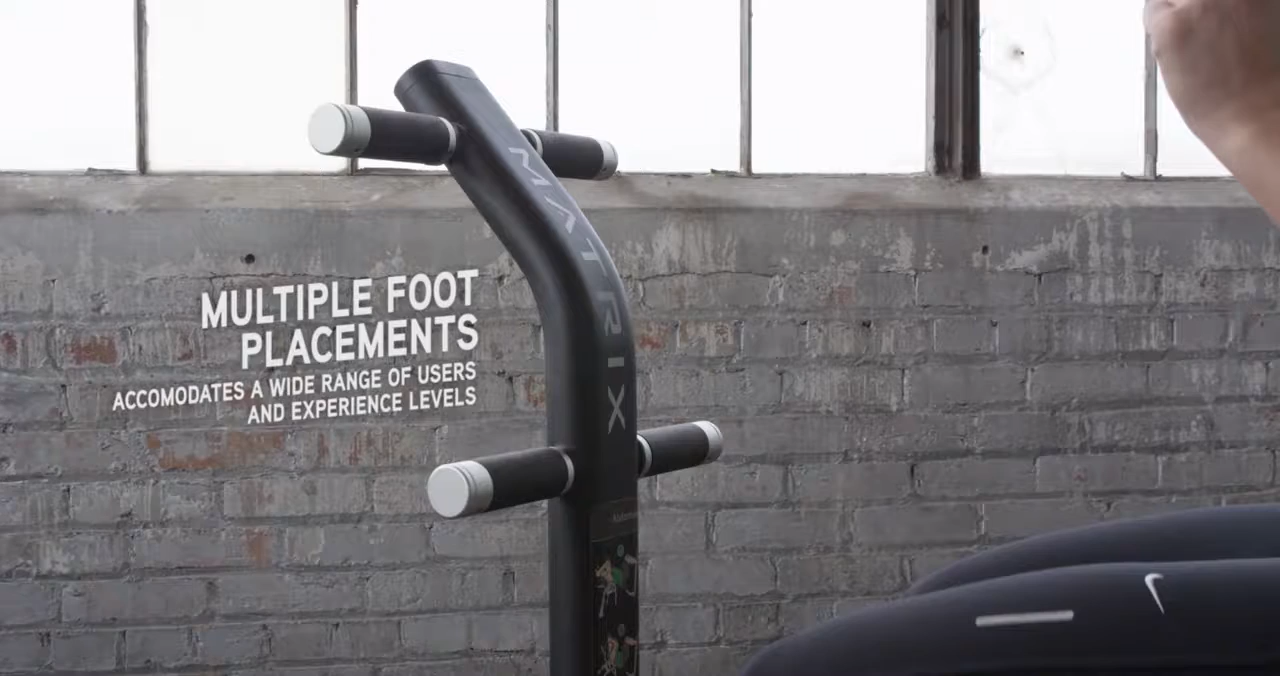 MATRIX
MULTIPLE FOOT
PLACEMENTS
ACCOMODATES A WIDE RANGE OF USERS
AND EXPERIENCE LEVELS